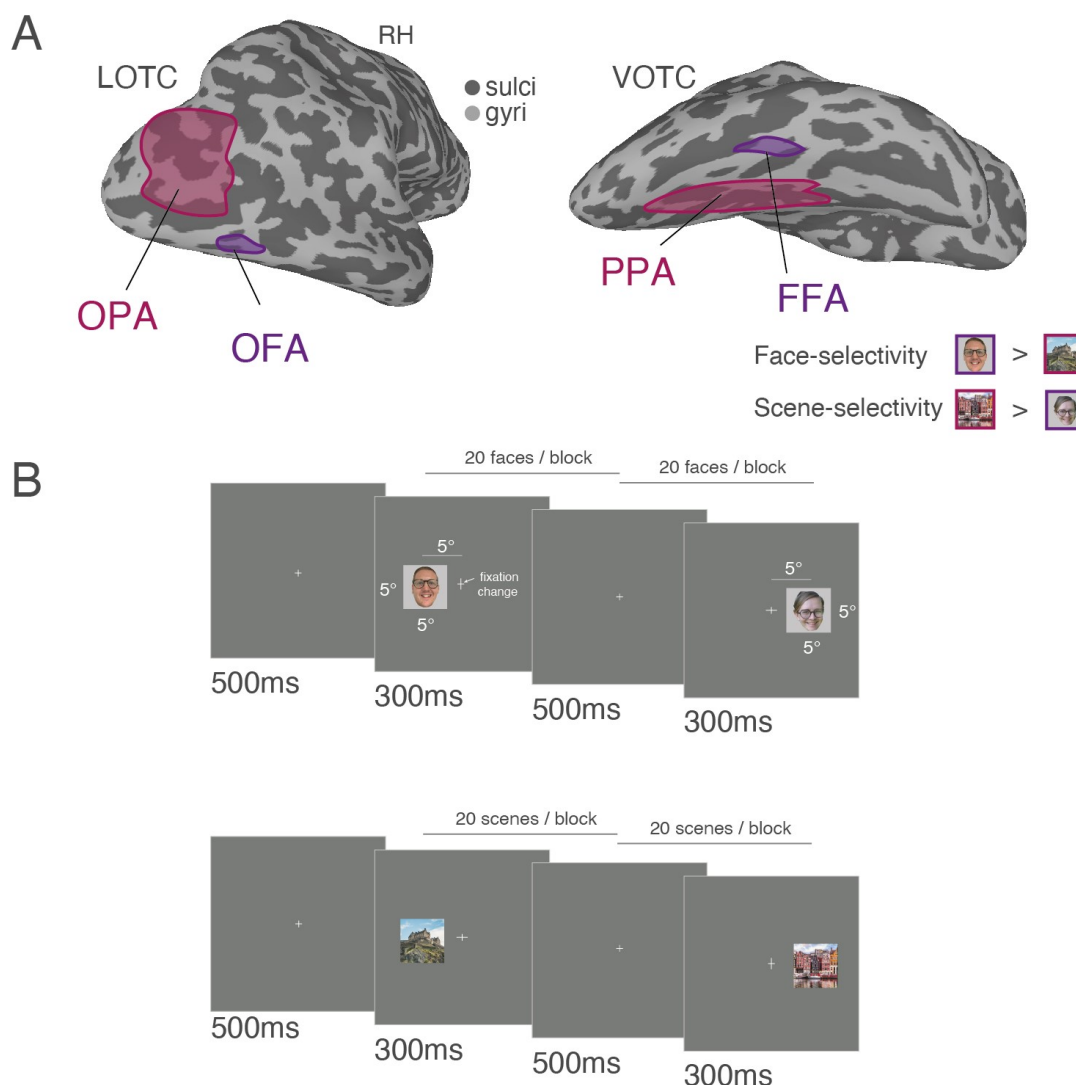 A
RH
LOTC
sulci
gyri
VOTC
OPA
OFA
PPA
FFA
Face-selectivity >
Scene-selectivity >
B
20 faces / block
20 faces / block
5°
5°
fixation
change
5°
500ms
300ms
5°
5°
5°
500ms
300ms
20 scenes / block
20 scenes / block
500ms
300ms
500ms
300ms